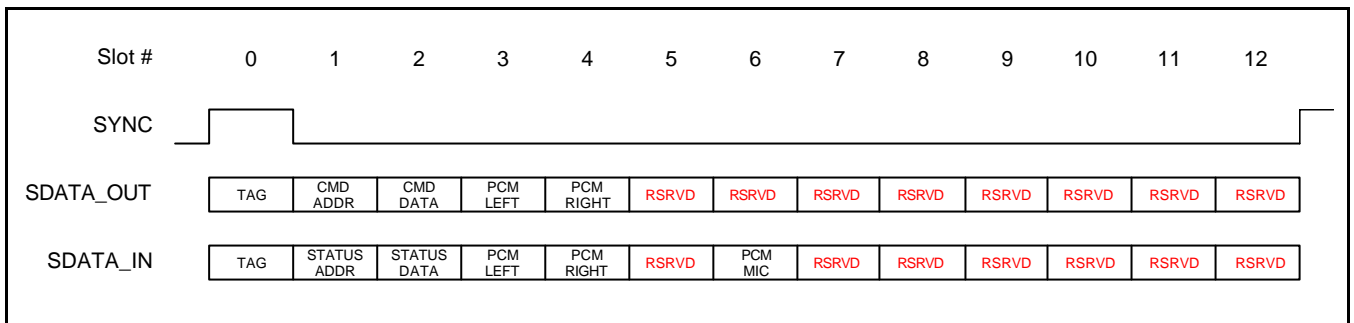 Slot # 0 1 2 3 4 5 6 7 8 9 10 11 12
SYNC
SDATA_OUT TAG CMD ADDR CMD DATA PCM LEFT PCM RIGHT RSRVD RSRVD RSRVD RSRVD RSRVD RSRVD RSRVD RSRVD
SDATA_IN TAG STATUS ADDR STATUS DATA PCM LEFT PCM RIGHT RSRVD PCM MIC RSRVD RSRVD RSRVD RSRVD RSRVD RSRVD